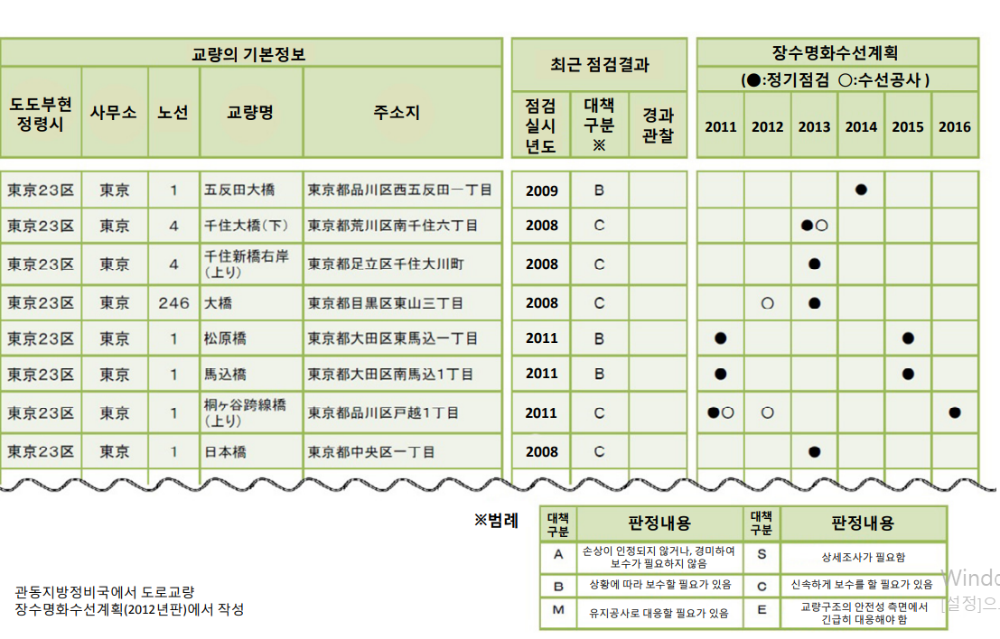 교량의 기본정보
최근 점검결과
장수명화수선계획
(●:정기점검 ○:수선공사)
도도부현
정령시
사무소
노선
교량명
주소지
점검
실시
년도
대책
구분
※
경과
관찰
2011 2012 2013 2014 2015 2016
東京23区 東京 1 五反田大橋 東京都品川区西五反田一丁目 2009 B ●
東京23区 東京 4 千住大橋(下) 東京都荒川区南千住六丁目 2008 C ●○
東京23区 東京 4 千住新橋右岸
(上り) 東京都足立区千住大川町 2008 C ●
東京23区 東京 246 大橋 東京都目黒区東山三丁目 2008 C ○ ●
東京23区 東京 1 松原橋 東京都大田区東馬込一丁目 2011 B ● ●
東京23区 東京 1 馬込橋 東京都大田区南馬込1丁目 2011 B ● ●
東京23区 東京 1 桐ヶ谷跨線橋
(上り) 東京都品川区戸越1丁目 2011 C ●○ ○ ●
東京23区 東京 1 日本橋 東京都中央区一丁目 2008 C ●
※범례
대책
구분
판정내용
대책
구분
판정내용
A 손상이 인정되지 않거나, 경미하여
보수가 필요하지 않음
S 상세조사가 필요함
B 상황에 따라 보수할 필요가 있음
C 신속하게 보수를 할 필요가 있음
M 유지공사로 대응할 필요가 있음
E 교량구조의 안전성 측면에서
긴급히 대응해야 함
관동지방정비국에서 도로교량
장수명화수선계획(2012년판)에서 작성
[설정]으